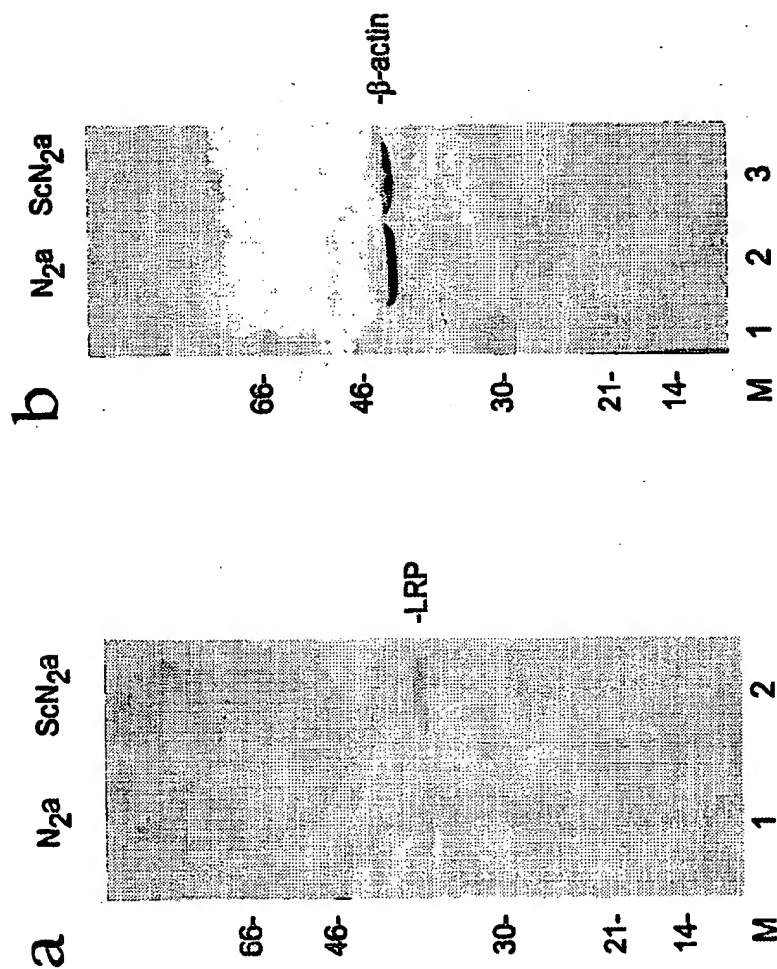 a
N2a ScN2a
66-
46-
-LRP
30-
21-
14-
M 1 2
b
N2a ScN2a
66-
46-
-β-actin
30-
21-
14-
M 1 2 3